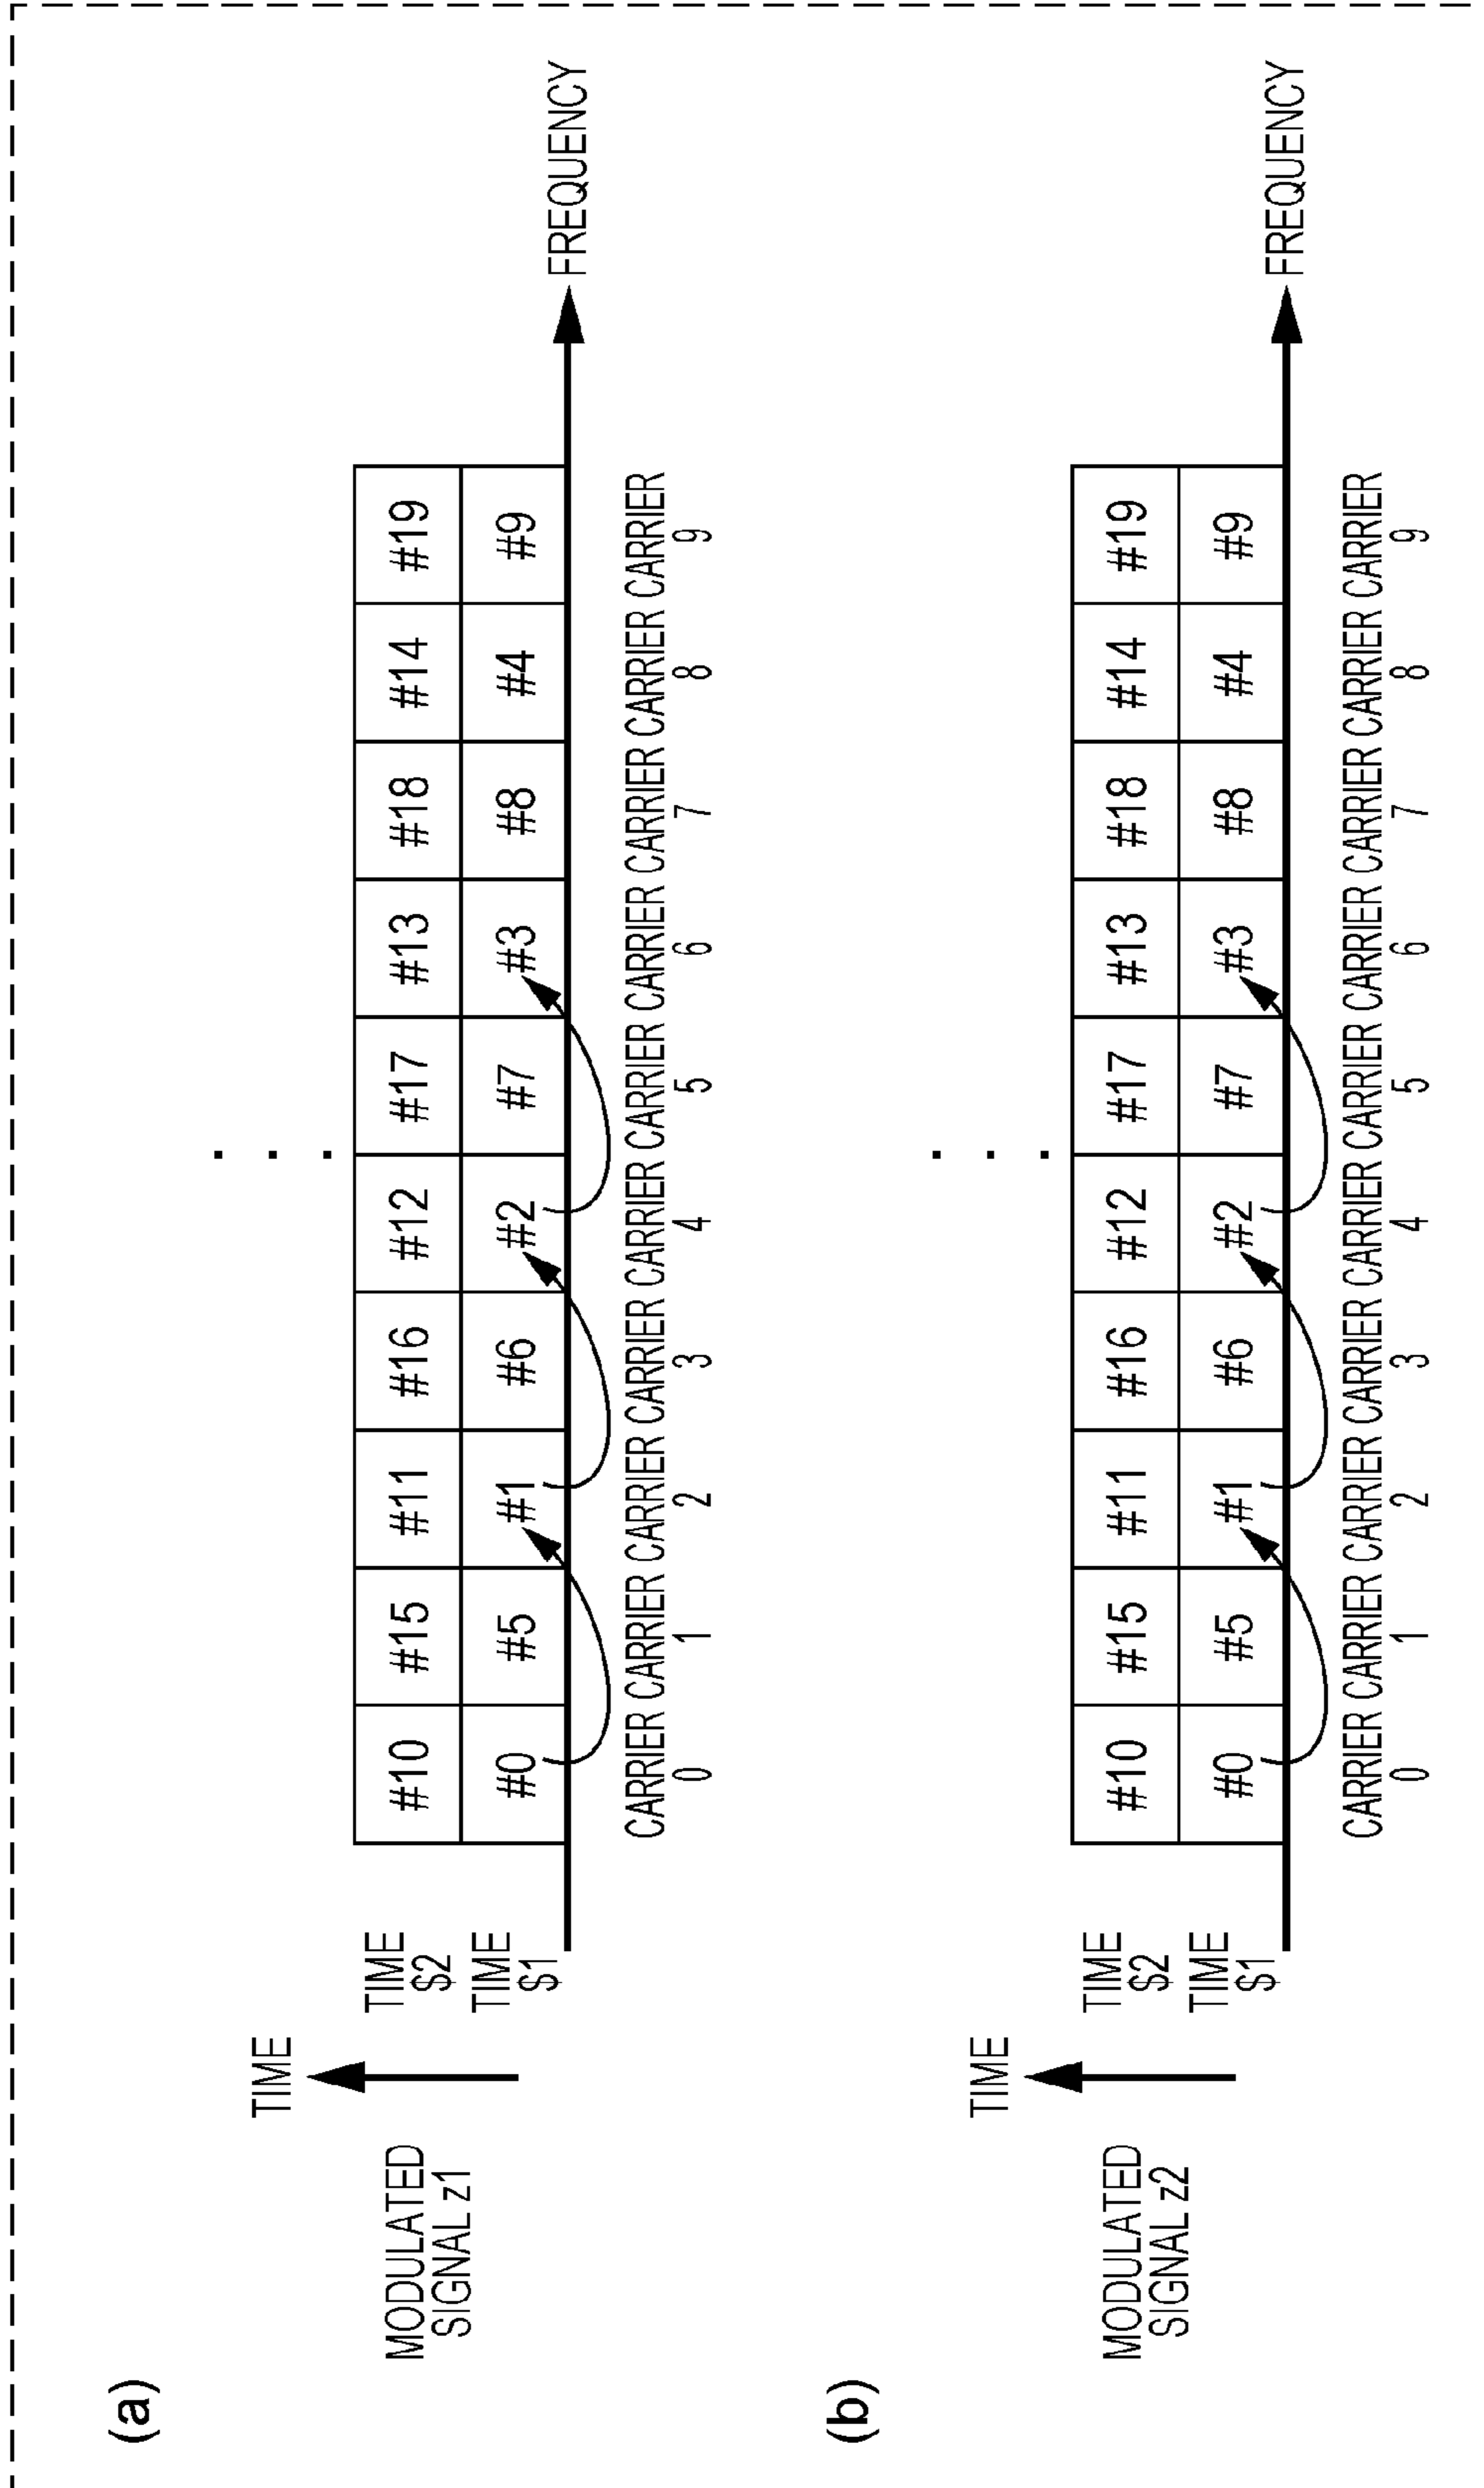 (a)
MODULATED
SIGNAL z1
TIME
TIME
$2
TIME
$1
#10 #15 #11 #16 #12 #17 #13 #18 #14 #19
#0 #5 #1 #6 #2 #7 #3 #8 #4 #9
FREQUENCY
CARRIER CARRIER CARRIER CARRIER CARRIER CARRIER CARRIER CARRIER CARRIER CARRIER
0 1 2 3 4 5 6 7 8 9
(b)
MODULATED
SIGNAL z2
TIME
TIME
$2
TIME
$1
#10 #15 #11 #16 #12 #17 #13 #18 #14 #19
#0 #5 #1 #6 #2 #7 #3 #8 #4 #9
FREQUENCY
CARRIER CARRIER CARRIER CARRIER CARRIER CARRIER CARRIER CARRIER CARRIER CARRIER
0 1 2 3 4 5 6 7 8 9